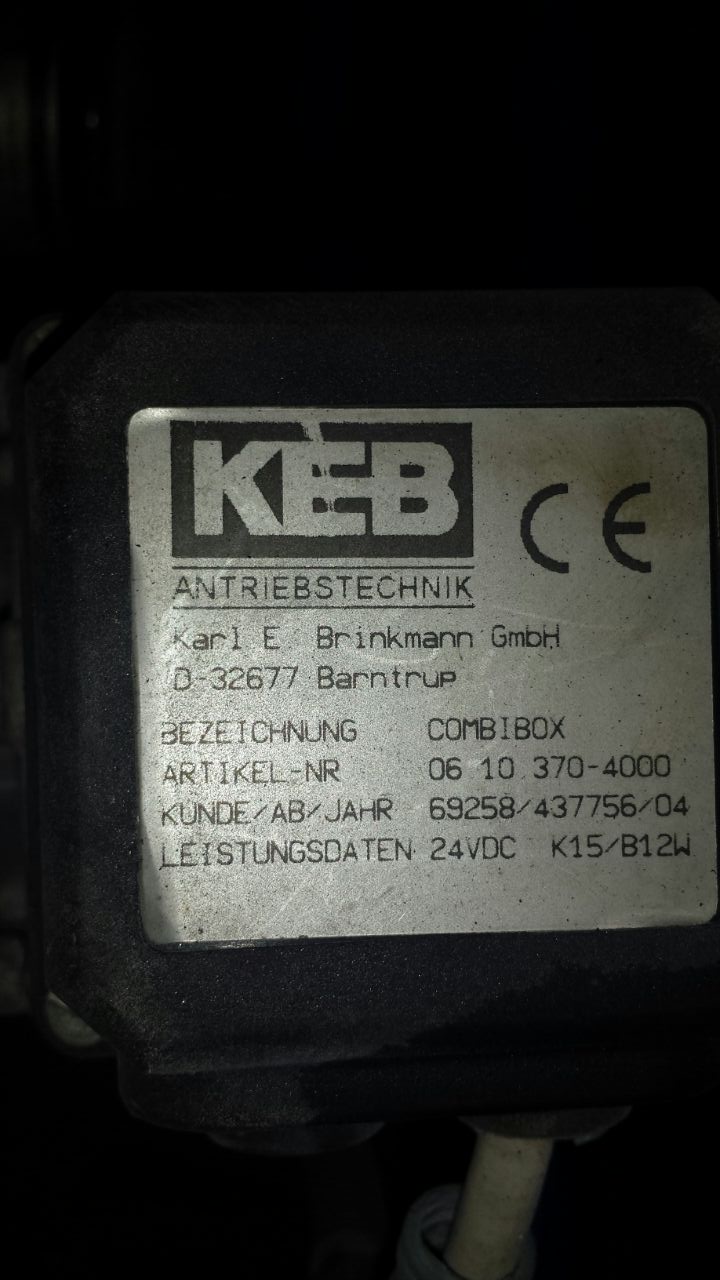 KEB
CE
ANTRIEBSTECHNIK
Karl E. Brinkmann GmbH
D-32677 Barntrup
BEZEICHNUNG COMBIBOX
ARTIKEL-NR 06 10 370-4000
KUNDE/AB/JAHR 69258/437756/04
LEISTUNGSDATEN 24VDC K15/B12W